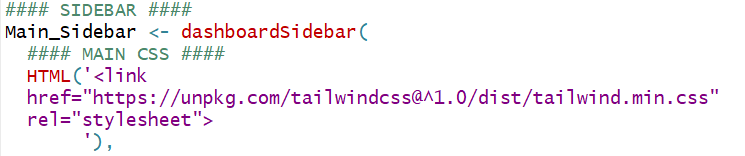 #### SIDEBAR ####
Main_Sidebar <- dashboardSidebar(
  #### MAIN CSS ####
  HTML('<link
  href="https://unpkg.com/tailwindcss@^1.0/dist/tailwind.min.css"
  rel="stylesheet">
       '),